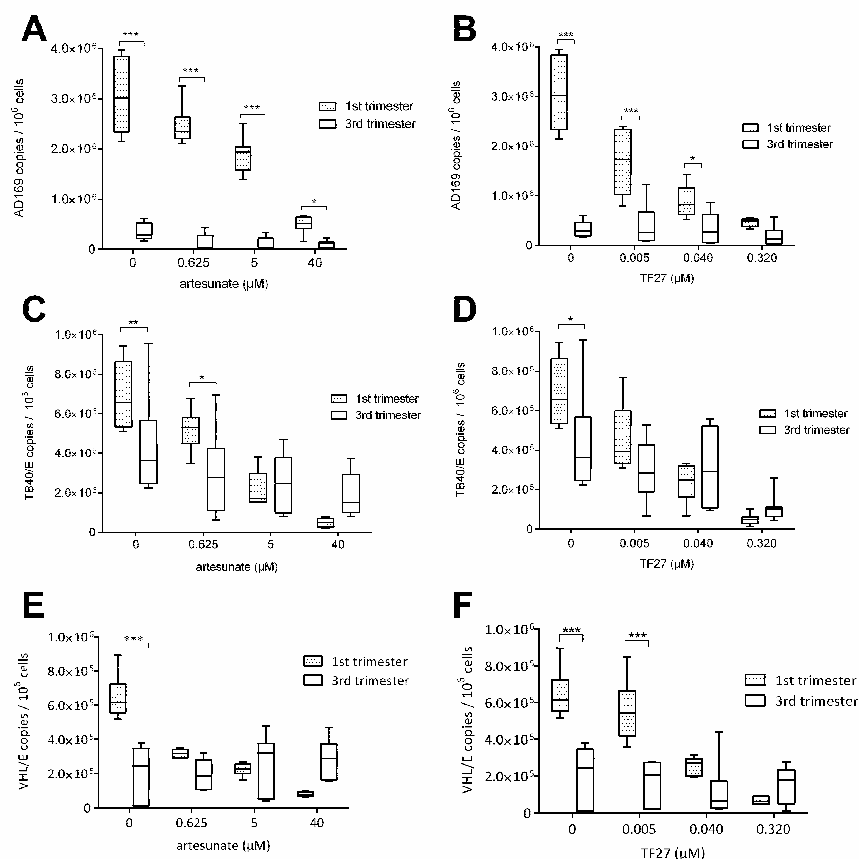 A
***
***
***
*
4.0×10⁶
3.0×10⁶
2.0×10⁶
1.0×10⁶
0
AD169 copies / 10⁶ cells
1st trimester
3rd trimester
0 0.625 5 40
artesunate (µM)
B
***
***
*
4.0×10⁶
3.0×10⁶
2.0×10⁶
1.0×10⁶
0
AD169 copies / 10⁶ cells
1st trimester
3rd trimester
0 0.005 0.040 0.320
TF27 (µM)
C
**
*
1.0×10⁶
8.0×10⁵
6.0×10⁵
4.0×10⁵
2.0×10⁵
0
TB40/E copies / 10⁶ cells
1st trimester
3rd trimester
0 0.625 5 40
artesunate (µM)
D
*
1.0×10⁶
8.0×10⁵
6.0×10⁵
4.0×10⁵
2.0×10⁵
0
TB40/E copies / 10⁶ cells
1st trimester
3rd trimester
0 0.005 0.040 0.320
TF27 (µM)
E
***
1.0×10⁶
8.0×10⁵
6.0×10⁵
4.0×10⁵
2.0×10⁵
0
VHL/E copies / 10⁶ cells
1st trimester
3rd trimester
0 0.625 5 40
artesunate (µM)
F
***
***
1.0×10⁶
8.0×10⁵
6.0×10⁵
4.0×10⁵
2.0×10⁵
0
VHL/E copies / 10⁶ cells
1st trimester
3rd trimester
0 0.005 0.040 0.320
TF27 (µM)